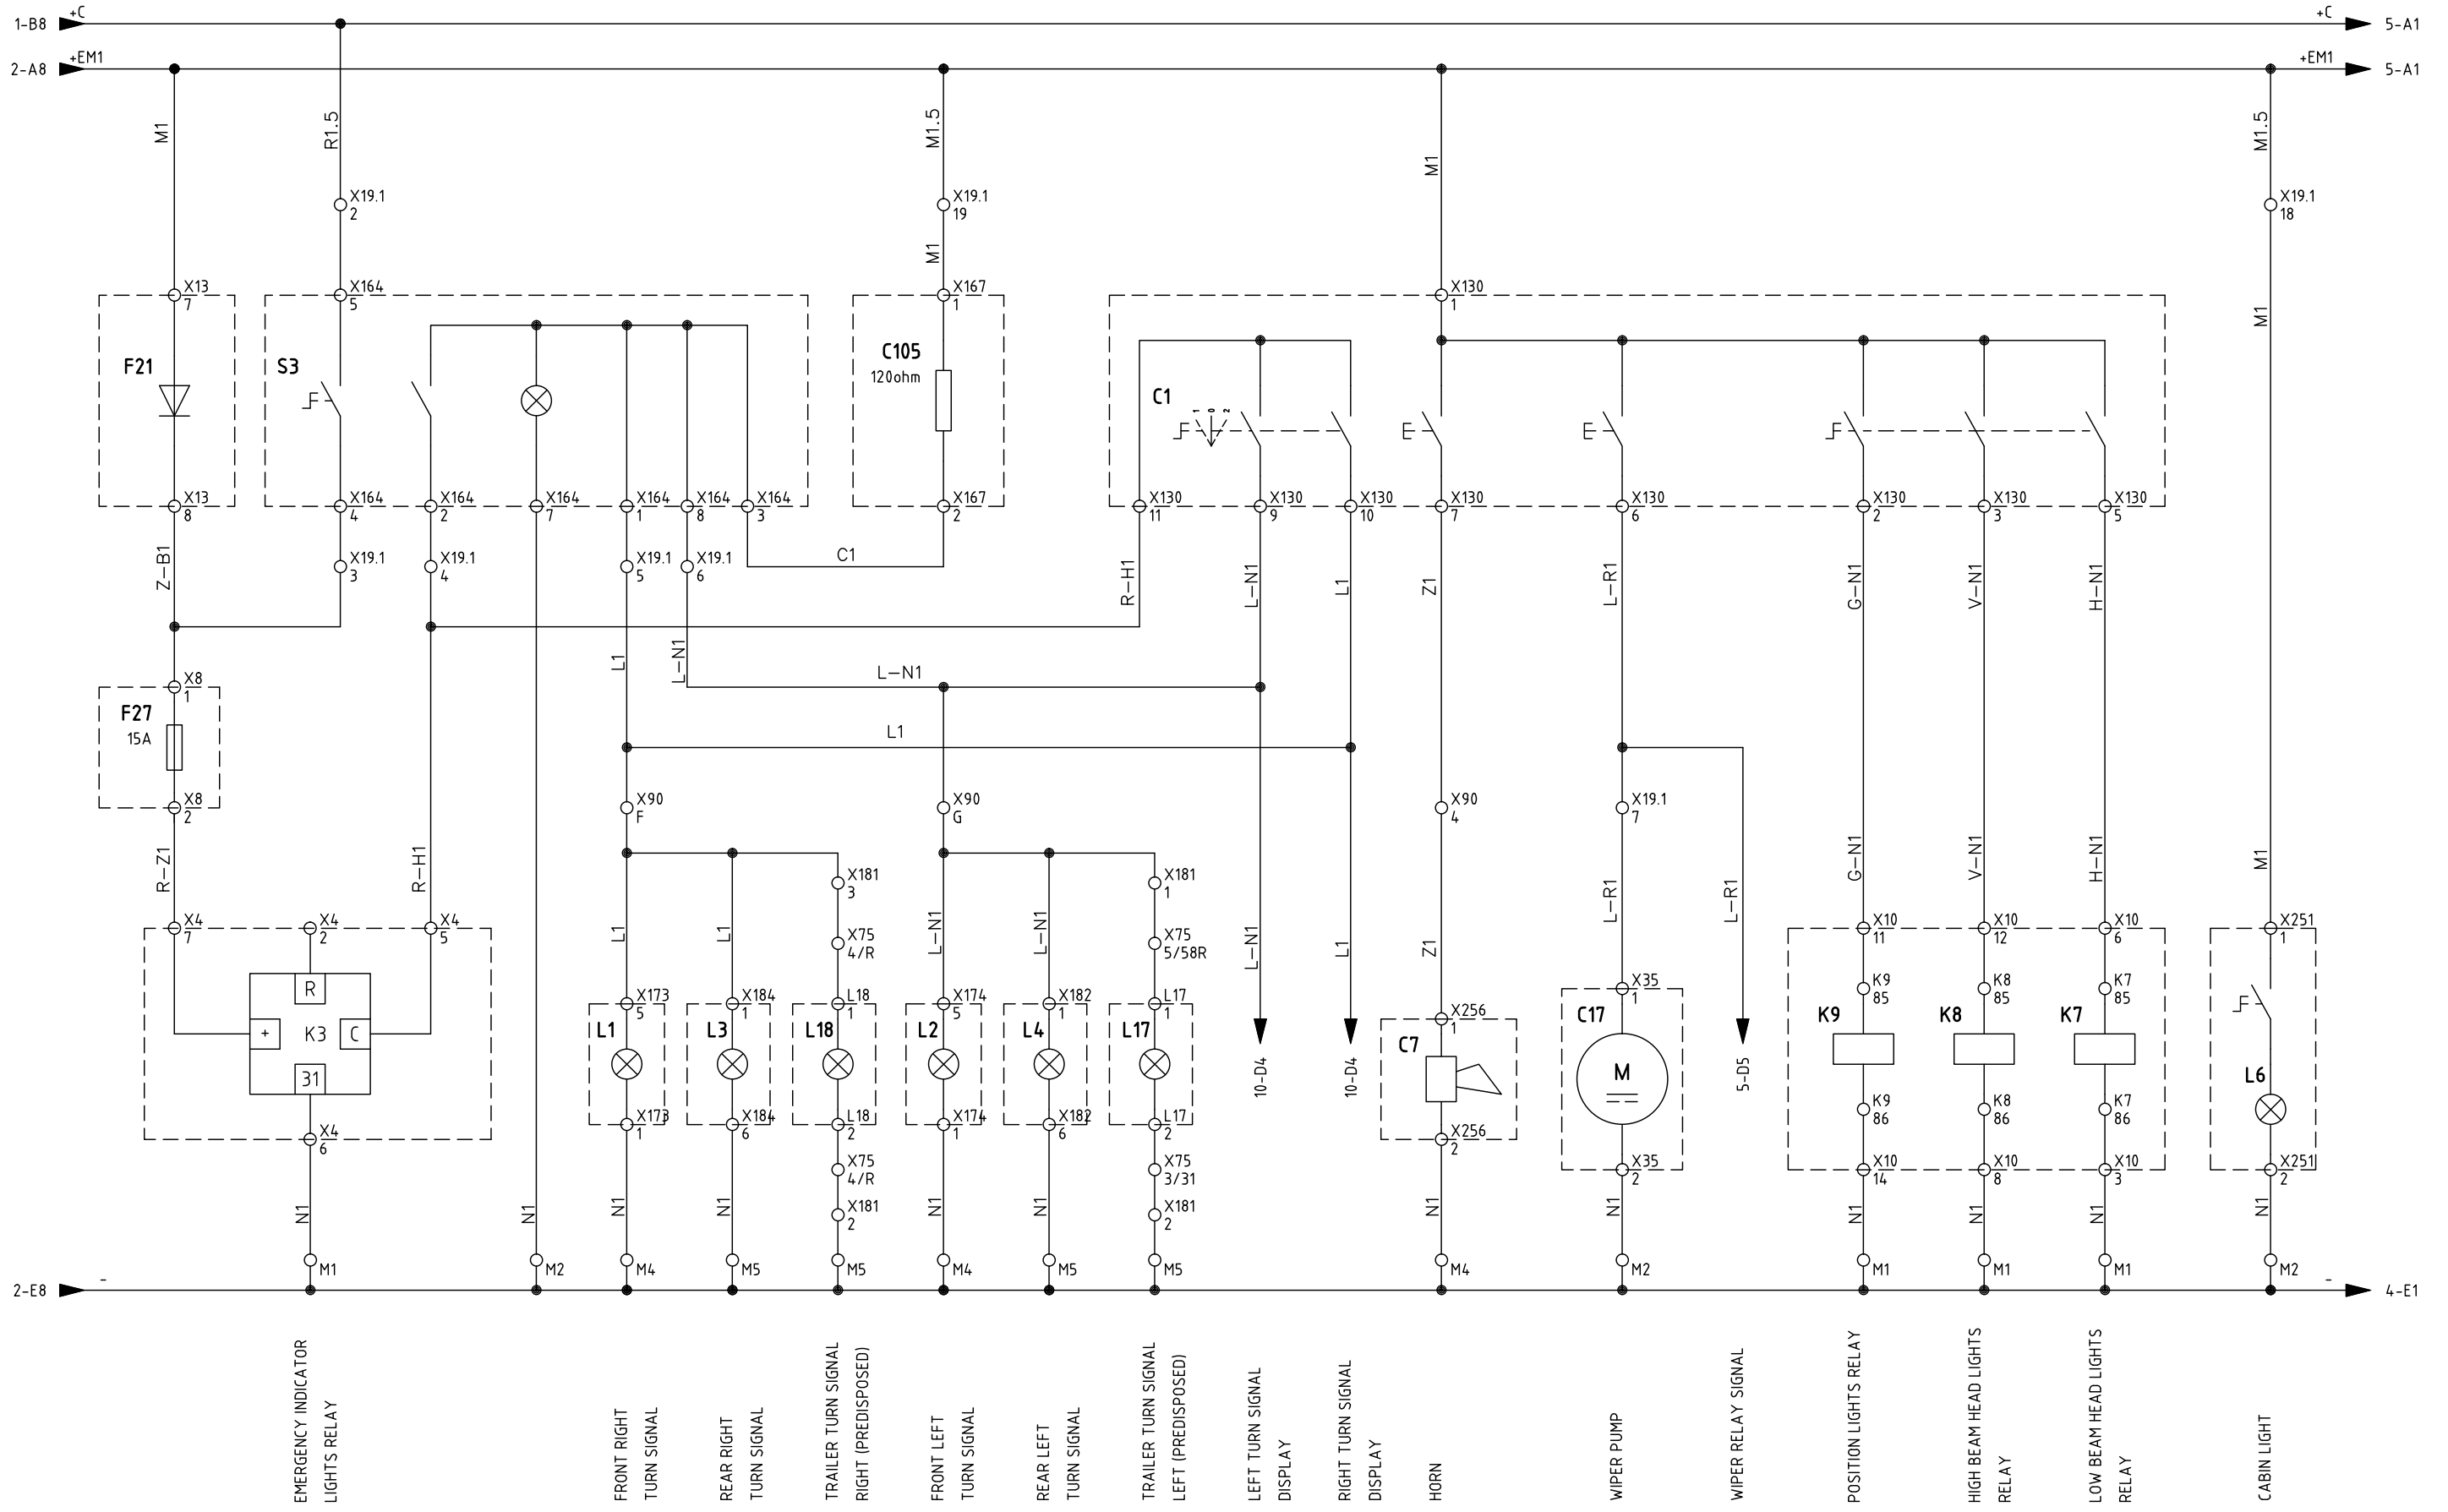 +C
1-B8
+C
5-A1
+EM1
2-A8
+EM1
5-A1
M1
R1.5
M1.5
M1
M1.5
X19.1
2
X19.1
19
X19.1
18
M1
M1
X13
7
X164
5
X167
1
X130
1
F21
S3
C105
120ohm
C1
1 0 2
X13
8
X164
4
X164
2
X164
7
X164
1
X164
8
X164
3
X167
2
X130
11
X130
9
X130
10
X130
7
X130
6
X130
2
X130
3
X130
5
Z-B1
X19.1
3
X19.1
4
X19.1
5
X19.1
6
C1
R-H1
L-N1
L1
Z1
L-R1
G-N1
V-N1
H-N1
L1
L-N1
L-N1
L1
X8
1
F27
15A
X8
2
X90
F
X90
G
X90
4
X19.1
7
R-Z1
R-H1
X181
3
X181
1
G-N1
V-N1
H-N1
M1
X4
7
X4
2
X4
5
L1
L1
X75
4/R
L-N1
L-N1
X75
5/58R
L-N1
L1
Z1
L-R1
L-R1
X10
11
X10
12
X10
6
X251
1
R
+
K3
C
31
X173
5
X184
1
L18
1
X174
5
X182
1
L17
1
X256
1
X35
1
K9
85
K8
85
K7
85
L1
L3
L18
L2
L4
L17
C7
C17
M
K9
K8
K7
L6
10-D4
10-D4
5-D5
X173
1
X184
6
L18
2
X174
1
X182
6
L17
2
X256
2
K9
86
K8
86
K7
86
X4
6
X75
4/R
X75
3/31
X35
2
X10
14
X10
8
X10
3
X251
2
X181
2
X181
2
N1
N1
N1
N1
N1
N1
N1
N1
N1
N1
N1
N1
M1
M2
M4
M5
M5
M4
M5
M5
M4
M2
M1
M1
M1
M2
2-E8
-
-
4-E1
EMERGENCY INDICATOR
LIGHTS RELAY
FRONT RIGHT
TURN SIGNAL
REAR RIGHT
TURN SIGNAL
TRAILER TURN SIGNAL
RIGHT (PREDISPOSED)
FRONT LEFT
TURN SIGNAL
REAR LEFT
TURN SIGNAL
TRAILER TURN SIGNAL
LEFT (PREDISPOSED)
LEFT TURN SIGNAL
DISPLAY
RIGHT TURN SIGNAL
DISPLAY
HORN
WIPER PUMP
WIPER RELAY SIGNAL
POSITION LIGHTS RELAY
HIGH BEAM HEAD LIGHTS
RELAY
LOW BEAM HEAD LIGHTS
RELAY
CABIN LIGHT